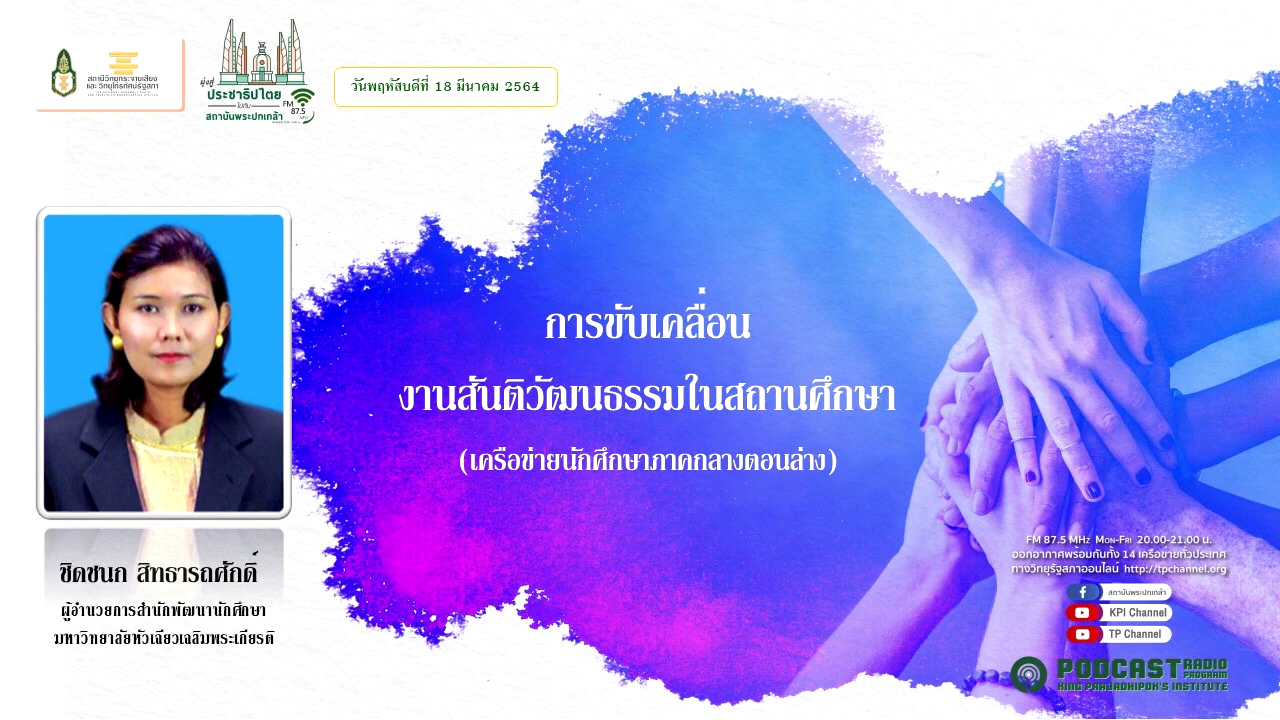 สถานีวิทยุกระจายเสียง
และ วิทยุโทรทัศน์รัฐสภา
มุ่งสู่
ประชาธิปไตย
ไปกับ
FM
87.5
สถาบันพระปกเกล้า
วันพฤหัสบดีที่ 18 มีนาคม 2564
การขับเคลื่อน
งานสันติวัฒนธรรมในสถานศึกษา
(เครือข่ายนักศึกษาภาคกลางตอนล่าง)
ชิดชนก สิทธารถศักดิ์
ผู้อำนวยการสำนักพัฒนานักศึกษา
มหาวิทยาลัยหัวเฉียวเฉลิมพระเกียรติ
FM 87.5 MHz Mon-Fri 20.00-21.00 น.
ออกอากาศพร้อมกันทั้ง 14 เครือข่ายทั่วประเทศ
ทางวิทยุรัฐสภาออนไลน์ http://tpchannel.org
สถาบันพระปกเกล้า
KPI Channel
TP Channel
PODCAST RADIO PROGRAM
KING PRAJADHIPOK'S INSTITUTE